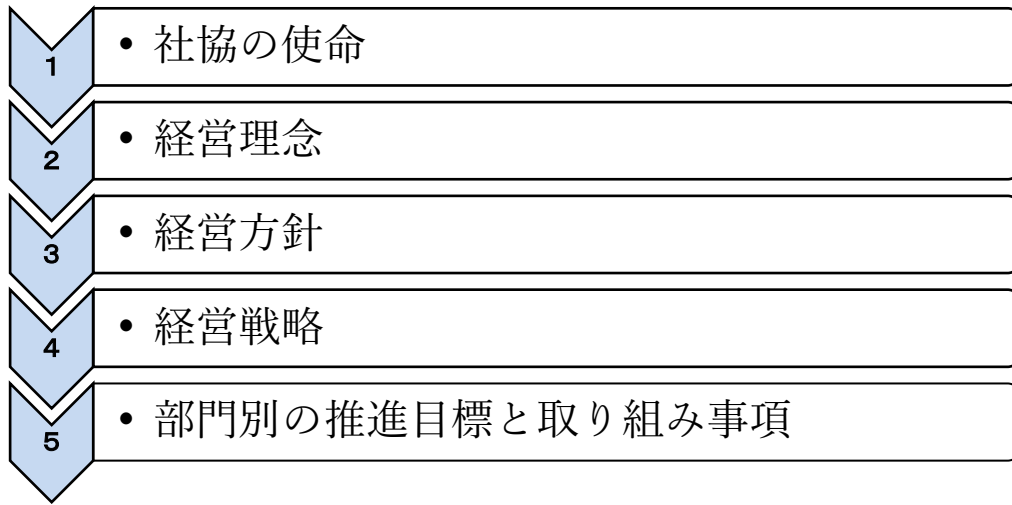 1 • 社協の使命
2 • 経営理念
3 • 経営方針
4 • 経営戦略
5 • 部門別の推進目標と取り組み事項